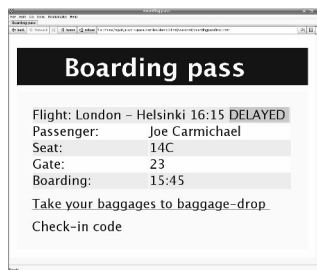 Boarding pass
Flight: London – Helsinki 16:15 DELAYED
Passenger: Joe Carmichael
Seat: 14C
Gate: 23
Boarding: 15:45
Take your baggages to baggage-drop
Check-in code